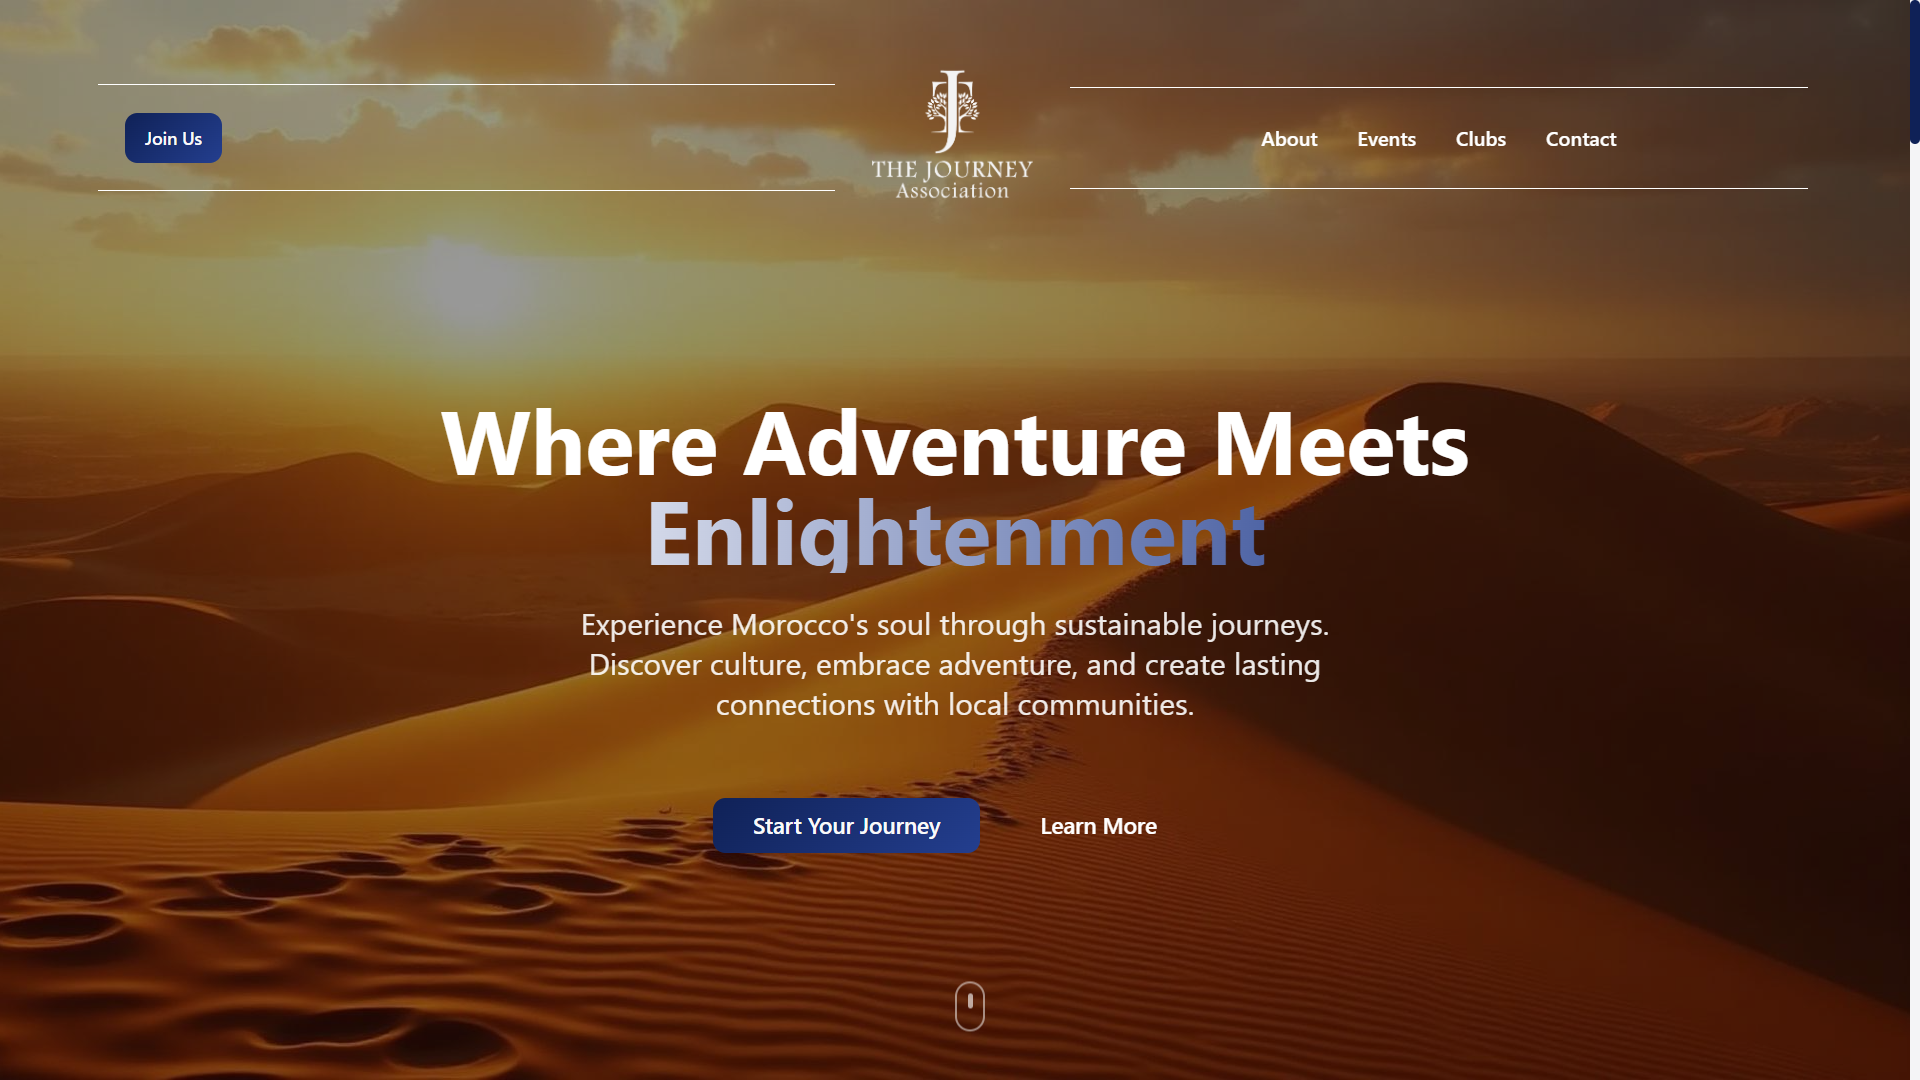 Join Us
THE JOURNEY
Association
About
Events
Clubs
Contact
Where Adventure Meets
Enlightenment
Experience Morocco's soul through sustainable journeys.
Discover culture, embrace adventure, and create lasting
connections with local communities.
Start Your Journey
Learn More